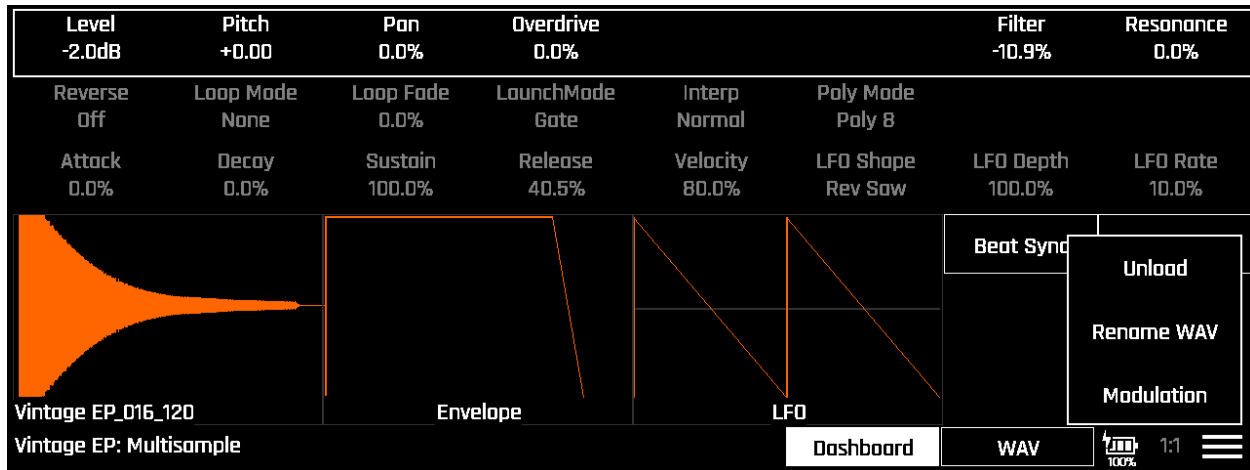 Level Pitch Pan Overdrive Filter Resonance
-2.0dB +0.00 0.0% 0.0% -10.9% 0.0%
Reverse Loop Mode Loop Fade LaunchMode Interp Poly Mode
Off None 0.0% Gate Normal Poly 8
Attack Decay Sustain Release Velocity LFO Shape LFO Depth LFO Rate
0.0% 0.0% 100.0% 40.5% 80.0% Rev Saw 100.0% 10.0%
Beat Sync
Unload
Rename WAV
Modulation
Vintage EP_016_120 Envelope LFO
Vintage EP: Multisample Dashboard WAV 100% 1:1